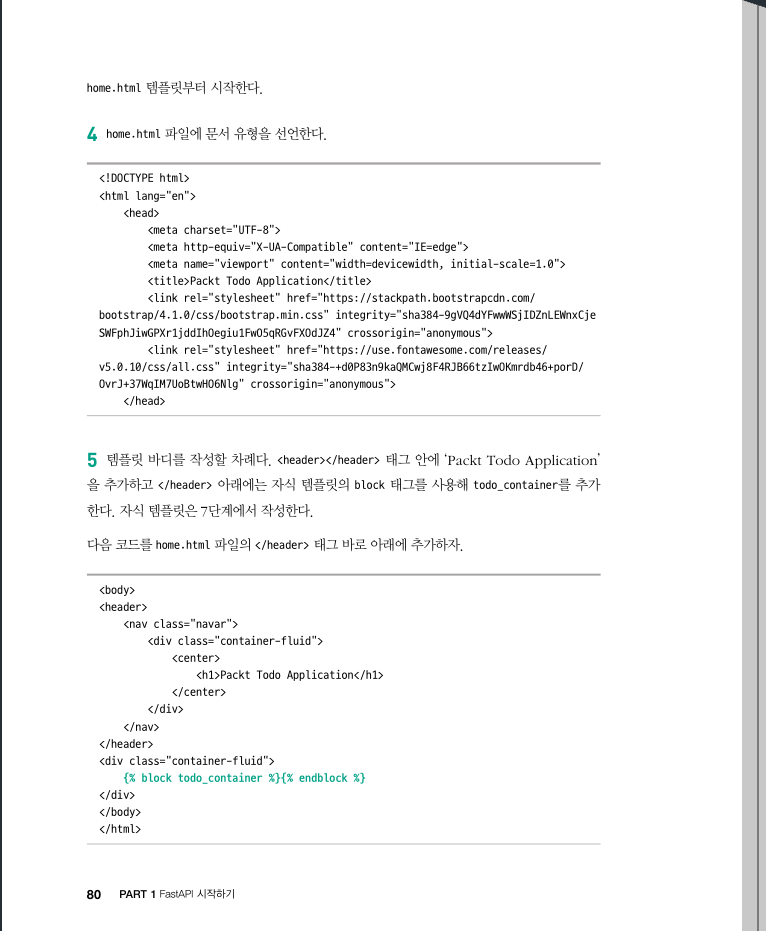 home.html 템플릿부터 시작한다.
4 home.html 파일에 문서 유형을 선언한다.
<!DOCTYPE html>
<html lang="en">
<head>
<meta charset="UTF-8">
<meta http-equiv="X-UA-Compatible" content="IE=edge">
<meta name="viewport" content="width=devicewidth, initial-scale=1.0">
<title>Packt Todo Application</title>
<link rel="stylesheet" href="https://stackpath.bootstrapcdn.com/
bootstrap/4.1.0/css/bootstrap.min.css" integrity="sha384-9gVQ4dYFwwWSjIDZnLEWnxCje
SWFphJiwGPXr1jddIhOegiu1FwO5qRGvFXOdJZ4" crossorigin="anonymous">
<link rel="stylesheet" href="https://use.fontawesome.com/releases/
v5.0.10/css/all.css" integrity="sha384-+d0P83n9kaQMCwj8F4RJB66tzIwOKmrdb46+porD/
OvrJ+37WqIM7UoBtwHO6Nlg" crossorigin="anonymous">
</head>
5 템플릿 바디를 작성할 차례다. <header></header> 태그 안에 ‘Packt Todo Application’
을 추가하고 </header> 아래에는 자식 템플릿의 block 태그를 사용해 todo_container를 추가
한다. 자식 템플릿은 7단계에서 작성한다.
다음 코드를 home.html 파일의 </header> 태그 바로 아래에 추가하자.
<body>
<header>
<nav class="navar">
<div class="container-fluid">
<center>
<h1>Packt Todo Application</h1>
</center>
</div>
</nav>
</header>
<div class="container-fluid">
{% block todo_container %}{% endblock %}
</div>
</body>
</html>
80 PART 1 FastAPI 시작하기